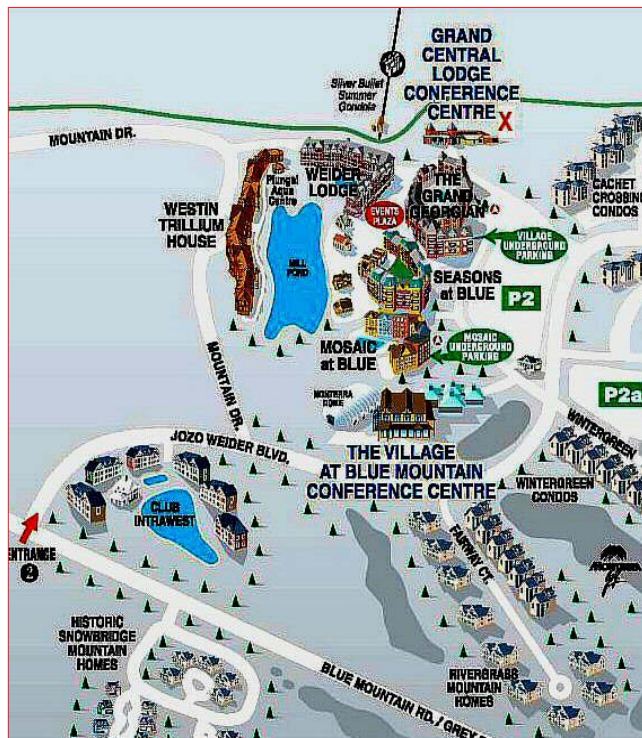 GRAND
CENTRAL
LODGE
CONFERENCE
CENTRE
X
Silver Bullet
Summer
Gondola
MOUNTAIN DR.
WEIDER
LODGE
Plunge!
Aqua
Centre
THE
GRAND
GEORGIAN
CACHET
CROSSING
CONDOS
WESTIN
TRILLIUM
HOUSE
EVENTS
PLAZA
VILLAGE
UNDERGROUND
PARKING
MILL
POND
SEASONS
at BLUE
P2
MOSAIC
at BLUE
MOSAIC
UNDERGROUND
PARKING
MOUNTAIN DR.
MONTERRA
DOME
P2a
WINTERGREEN
JOZO WEIDER BLVD.
THE VILLAGE
AT BLUE MOUNTAIN
CONFERENCE CENTRE
WINTERGREEN
CONDOS
CLUB
INTRAWEST
FAIRWAY CT.
ENTRANCE
2
HISTORIC
SNOWBRIDGE
MOUNTAIN
HOMES
RIVERGRASS
MOUNTAIN
HOMES
BLUE MOUNTAIN RD. / GREY